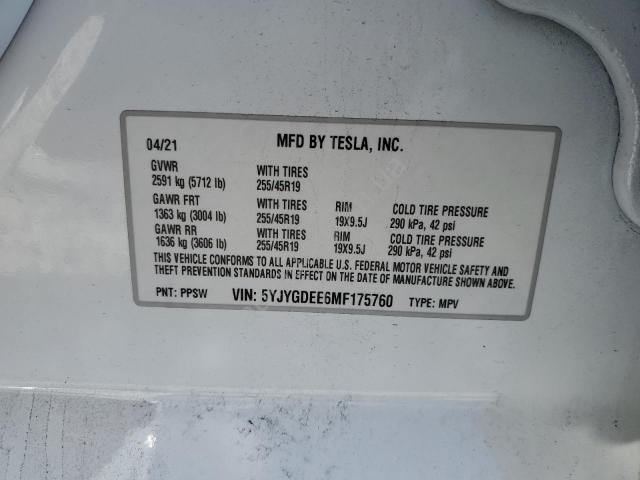 04/21 MFD BY TESLA, INC.
GVWR WITH TIRES
2591 kg (5712 lb) 255/45R19
GAWR FRT WITH TIRES RIM COLD TIRE PRESSURE
1363 kg (3004 lb) 255/45R19 19X9.5J 290 kPa, 42 psi
GAWR RR WITH TIRES RIM COLD TIRE PRESSURE
1636 kg (3606 lb) 255/45R19 19X9.5J 290 kPa, 42 psi
THIS VEHICLE CONFORMS TO ALL APPLICABLE U.S. FEDERAL MOTOR VEHICLE SAFETY AND
THEFT PREVENTION STANDARDS IN EFFECT ON THE DATE OF MANUFACTURE SHOWN ABOVE.
PNT: PPSW VIN: 5YJYGDEE6MF175760 TYPE: MPV